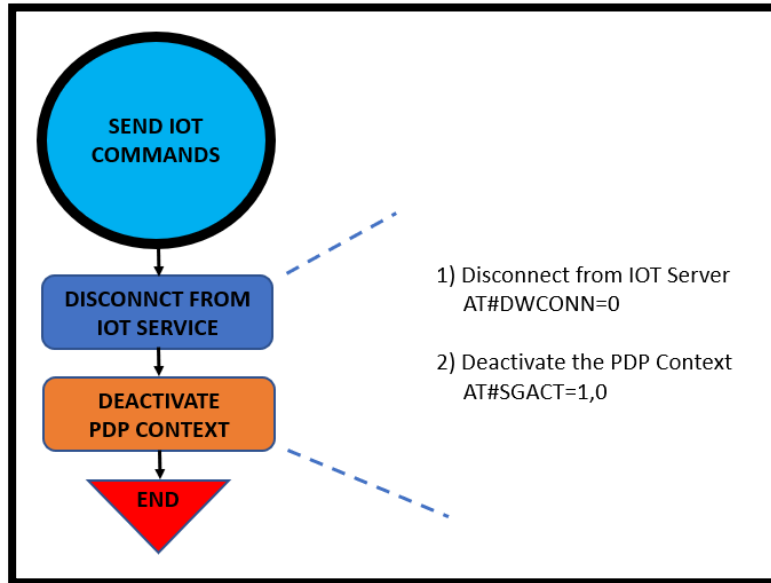 SEND IOT
COMMANDS
DISCONNCT FROM
IOT SERVICE
DEACTIVATE
PDP CONTEXT
END
1) Disconnect from IOT Server
AT#DWCONN=0
2) Deactivate the PDP Context
AT#SGACT=1,0